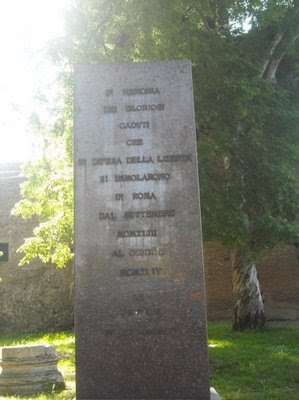 IN MEMORIA
DEI GLORIOSI
CADUTI
CHE
IN DIFESA DELLA LIBERTA
SI IMMOLARONO
IN ROMA
DAL SETTEMBRE
MCMXLIII
AL GIUGNO
MCMXLIV